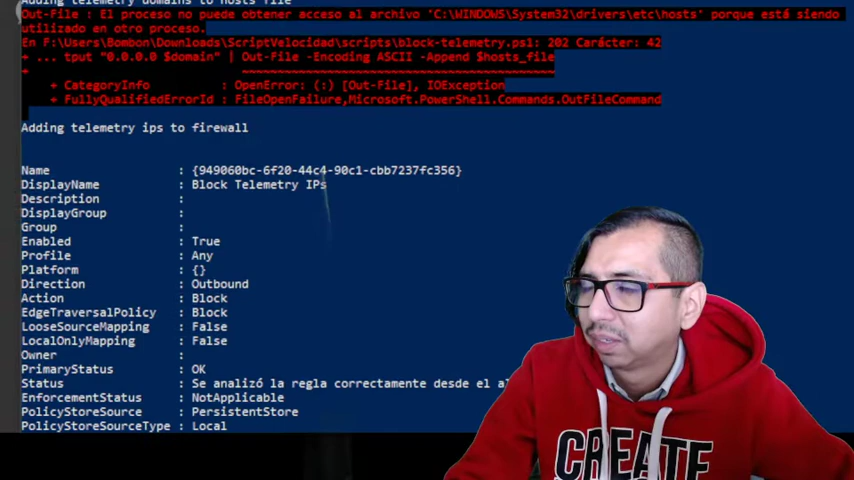 Adding telemetry domains to hosts file
Out-File : El proceso no puede obtener acceso al archivo 'C:\WINDOWS\System32\drivers\etc\hosts' porque está siendo
utilizado en otro proceso.
En F:\Users\Bombon\Downloads\ScriptVelocidad\scripts\block-telemetry.ps1: 202 Carácter: 42
+ ... tput "0.0.0.0 $domain" | Out-File -Encoding ASCII -Append $hosts_file
+ ~~~~~~~~~~~~~~~~~~~~~~~~~~~~~~~~~~~~~~~~~~~~
+ CategoryInfo : OpenError: (:) [Out-File], IOException
+ FullyQualifiedErrorId : FileOpenFailure,Microsoft.PowerShell.Commands.OutFileCommand
Adding telemetry ips to firewall
Name : {949060bc-6f20-44c4-90c1-cbb7237fc356}
DisplayName : Block Telemetry IPs
Description :
DisplayGroup :
Group :
Enabled : True
Profile : Any
Platform : {}
Direction : Outbound
Action : Block
EdgeTraversalPolicy : Block
LooseSourceMapping : False
LocalOnlyMapping : False
Owner :
PrimaryStatus : OK
Status : Se analizó la regla correctamente desde el al
EnforcementStatus : NotApplicable
PolicyStoreSource : PersistentStore
PolicyStoreSourceType : Local
CREATE